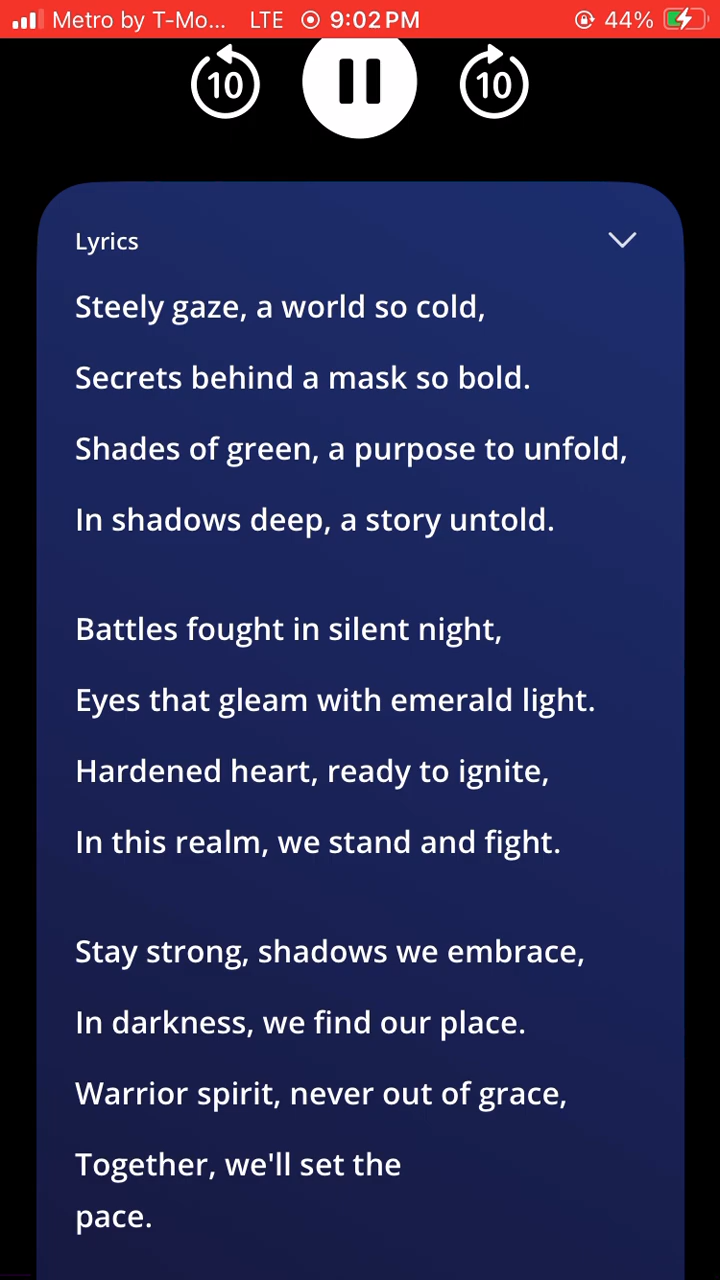 Metro by T-Mo... LTE 9:02 PM 44%
10 10
Lyrics
Steely gaze, a world so cold,
Secrets behind a mask so bold.
Shades of green, a purpose to unfold,
In shadows deep, a story untold.
Battles fought in silent night,
Eyes that gleam with emerald light.
Hardened heart, ready to ignite,
In this realm, we stand and fight.
Stay strong, shadows we embrace,
In darkness, we find our place.
Warrior spirit, never out of grace,
Together, we'll set the
pace.